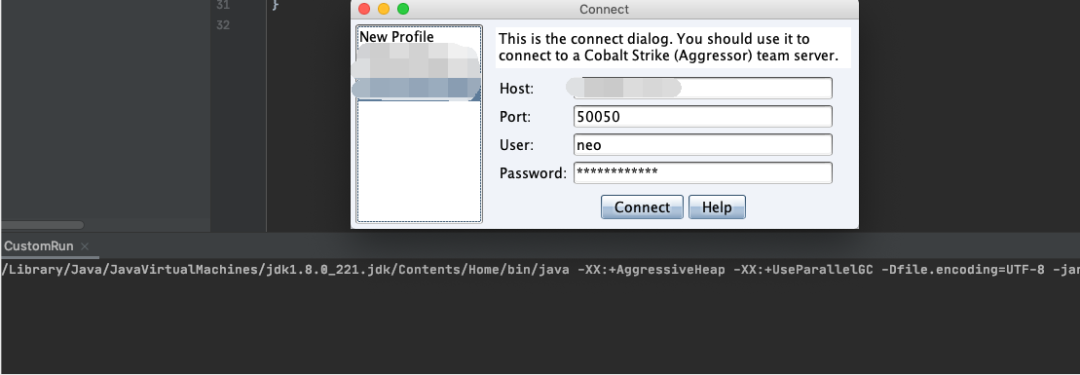 31
}
32
Connect
New Profile
This is the connect dialog. You should use it to
connect to a Cobalt Strike (Aggressor) team server.
Host:
Port:
50050
User:
neo
Password:
************
Connect
Help
CustomRun ×
/Library/Java/JavaVirtualMachines/jdk1.8.0_221.jdk/Contents/Home/bin/java -XX:+AggressiveHeap -XX:+UseParallelGC -Dfile.encoding=UTF-8 -jar